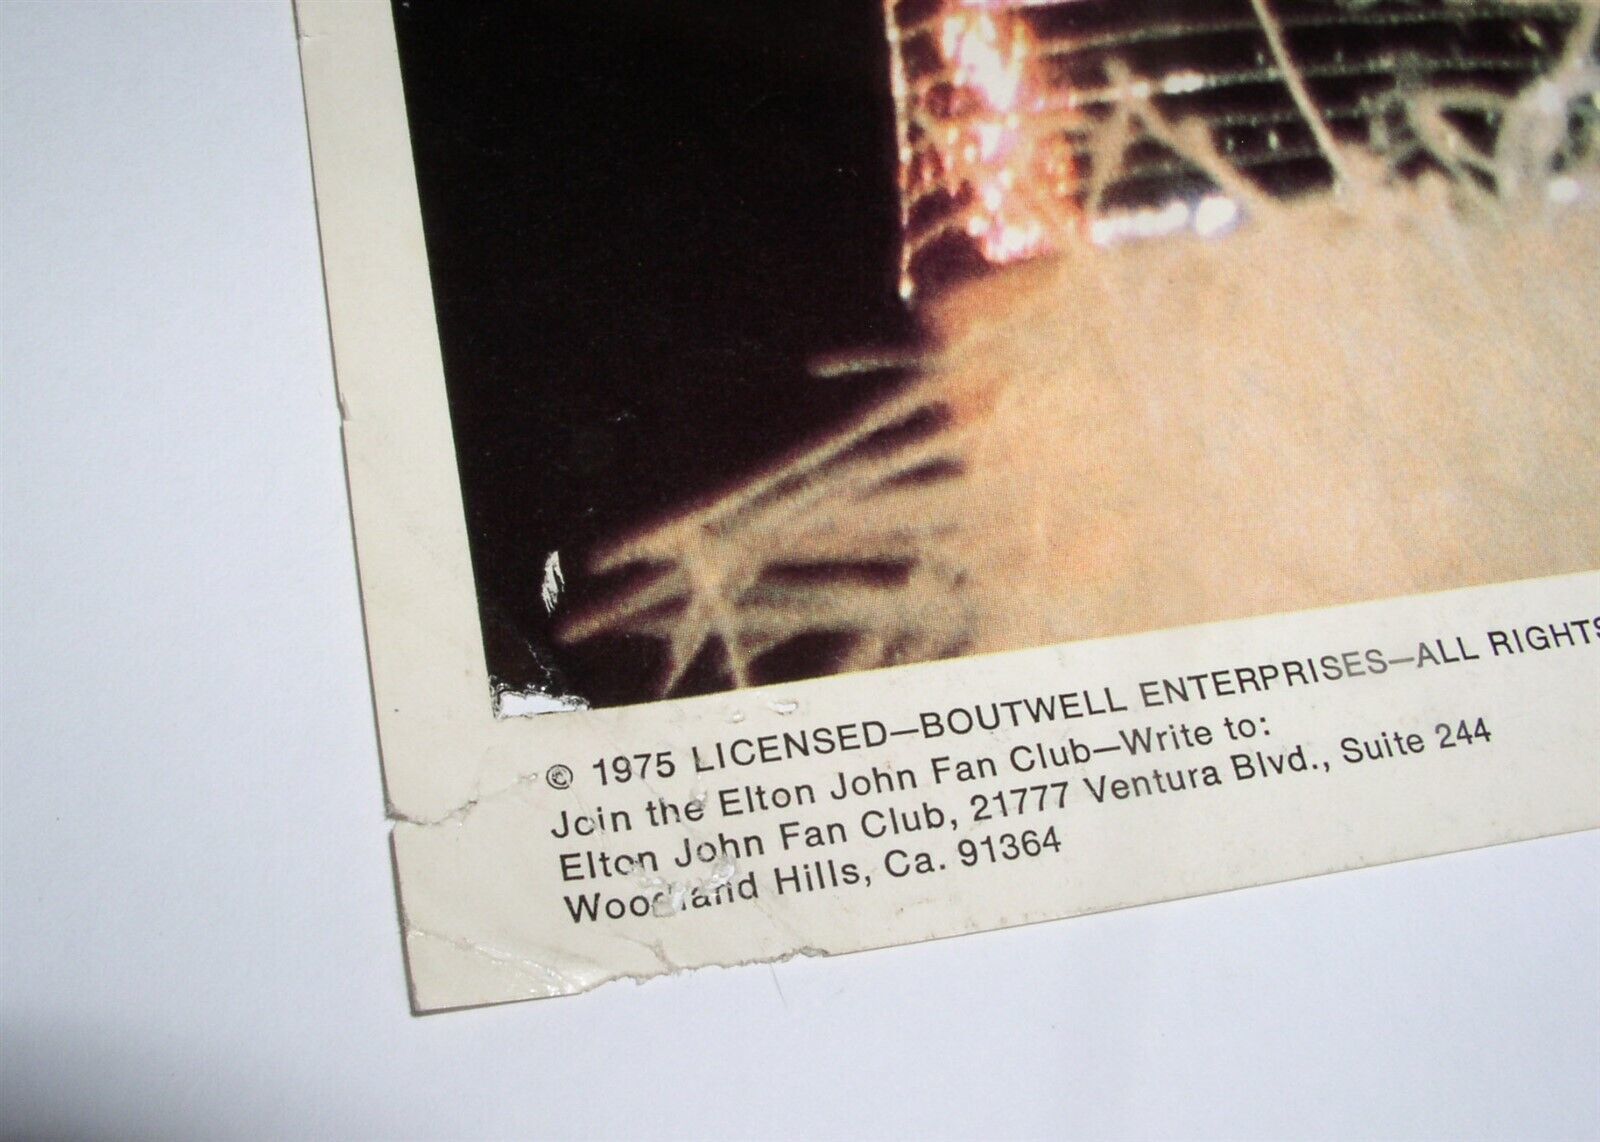 © 1975 LICENSED—BOUTWELL ENTERPRISES—ALL RIGHTS
Join the Elton John Fan Club—Write to:
Elton John Fan Club, 21777 Ventura Blvd., Suite 244
Woodland Hills, Ca. 91364